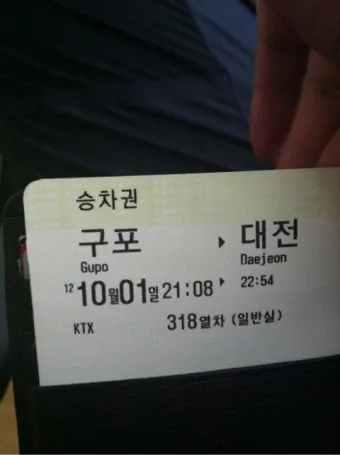 승차권
구포 ▸ 대전
Gupo Daejeon
12 10월01일 21:08 ▸ 22:54
KTX 318열차 (일반실)